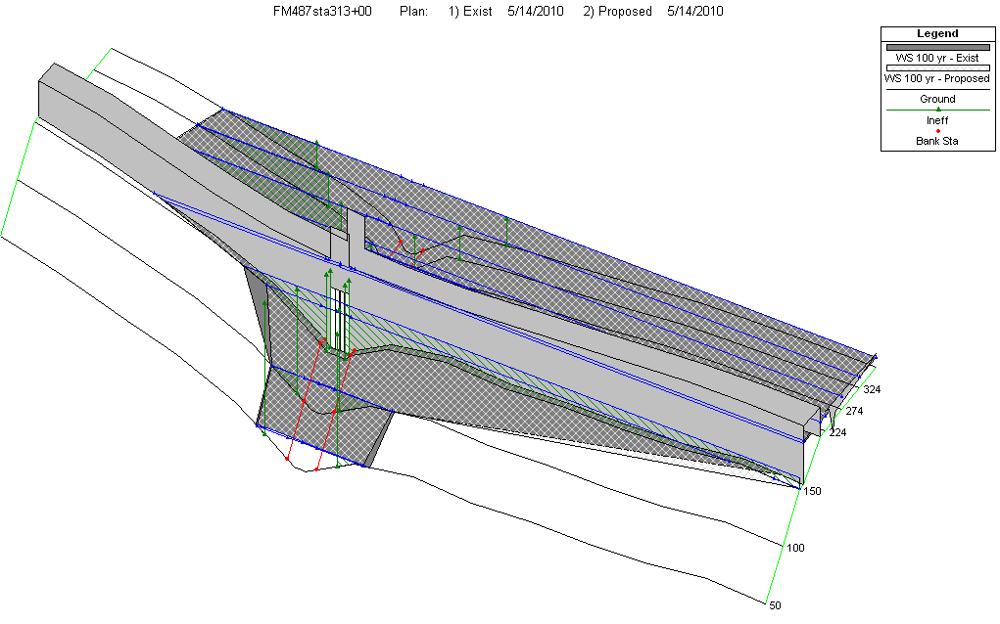 FM487sta313+00 Plan: 1) Exist 5/14/2010 2) Proposed 5/14/2010
Legend
WS 100 yr - Exist
WS 100 yr - Proposed
Ground
Ineff
Bank Sta
324
274
224
150
100
50